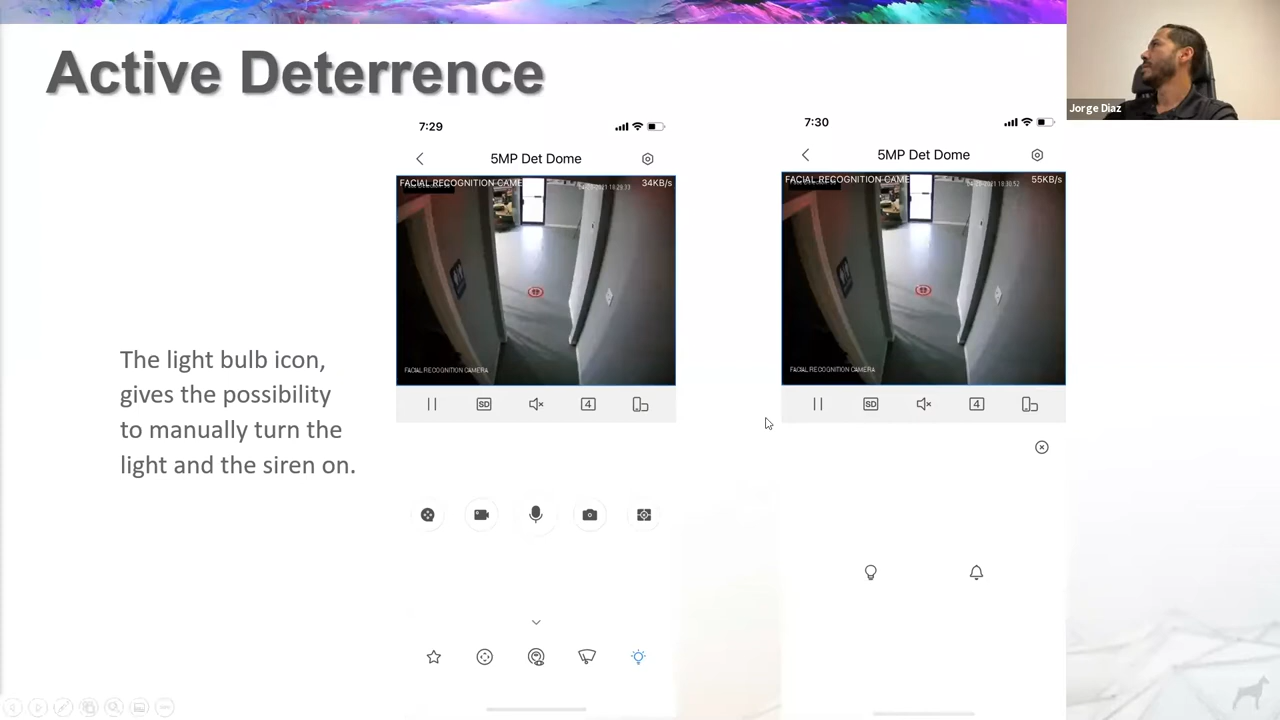 Active Deterrence
Jorge Diaz
7:29
5MP Det Dome
FACIAL RECOGNITION CAME
34KB/s
FACIAL RECOGNITION CAMERA
SD
4
7:30
5MP Det Dome
FACIAL RECOGNITION CAME
55KB/s
FACIAL RECOGNITION CAMERA
SD
4
The light bulb icon,
gives the possibility
to manually turn the
light and the siren on.